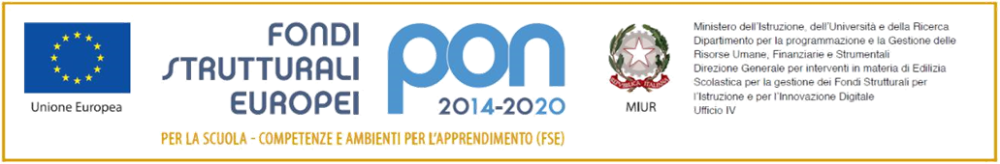 Unione Europea
FONDI
STRUTTURALI
EUROPEI
pon
2014-2020
PER LA SCUOLA - COMPETENZE E AMBIENTI PER L'APPRENDIMENTO (FSE)
REPVBBLICA ITALIANA
MIUR
Ministero dell'Istruzione, dell'Università e della Ricerca
Dipartimento per la programmazione e la Gestione delle
Risorse Umane, Finanziarie e Strumentali
Direzione Generale per interventi in materia di Edilizia
Scolastica per la gestione dei Fondi Strutturali per
l'Istruzione e per l'Innovazione Digitale
Ufficio IV